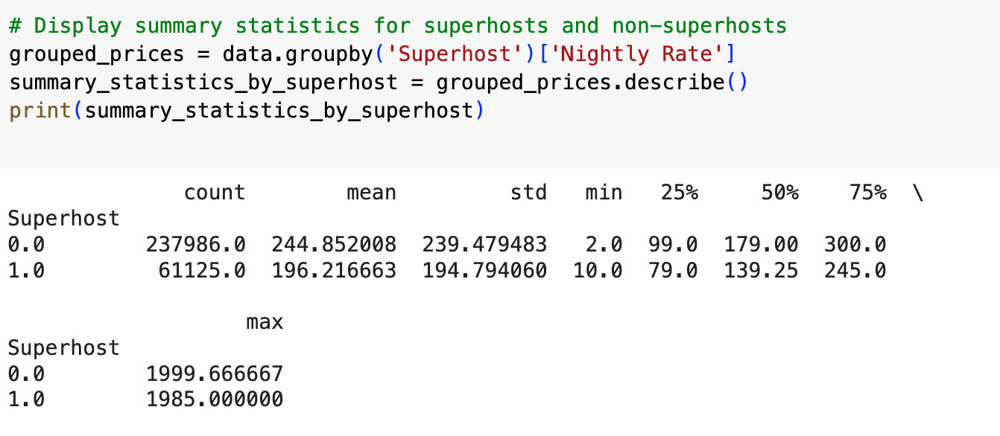 # Display summary statistics for superhosts and non-superhosts
grouped_prices = data.groupby('Superhost')['Nightly Rate']
summary_statistics_by_superhost = grouped_prices.describe()
print(summary_statistics_by_superhost)
count mean std min 25% 50% 75% \
Superhost
0.0 237986.0 244.852008 239.479483 2.0 99.0 179.00 300.0
1.0 61125.0 196.216663 194.794060 10.0 79.0 139.25 245.0
max
Superhost
0.0 1999.666667
1.0 1985.000000